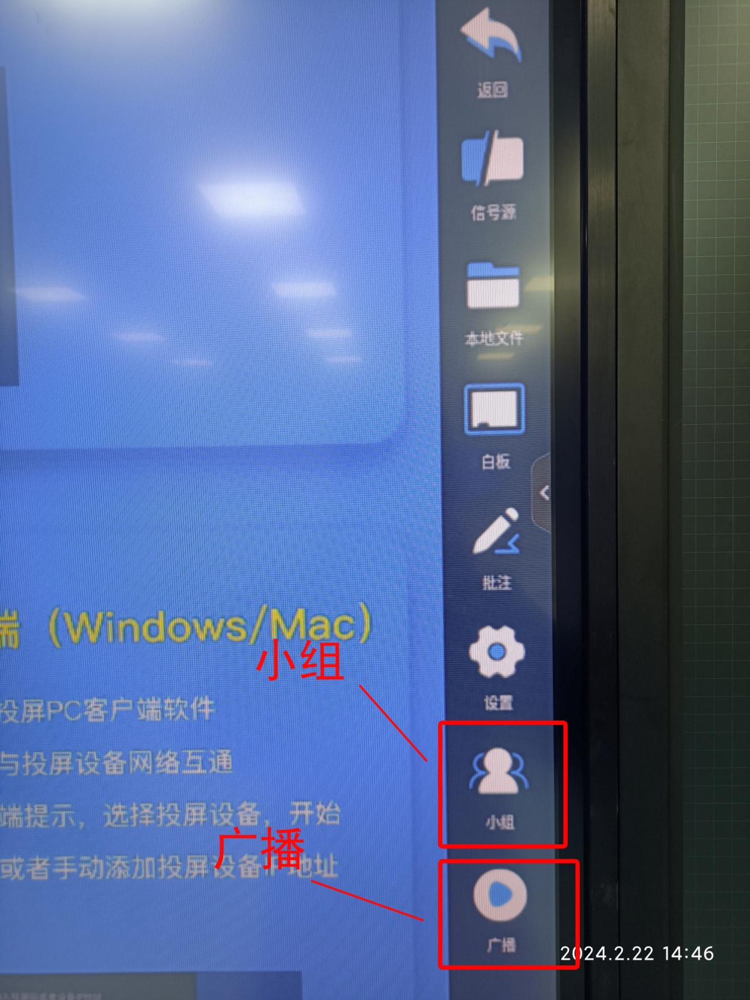 返回
信号源
本地文件
白板
批注
设置
小组
广播
端（Windows/Mac）
小组
投屏PC客户端软件
与投屏设备网络互通
端提示，选择投屏设备，开始
广播
或者手动添加投屏设备IP地址
2024.2.22 14:46